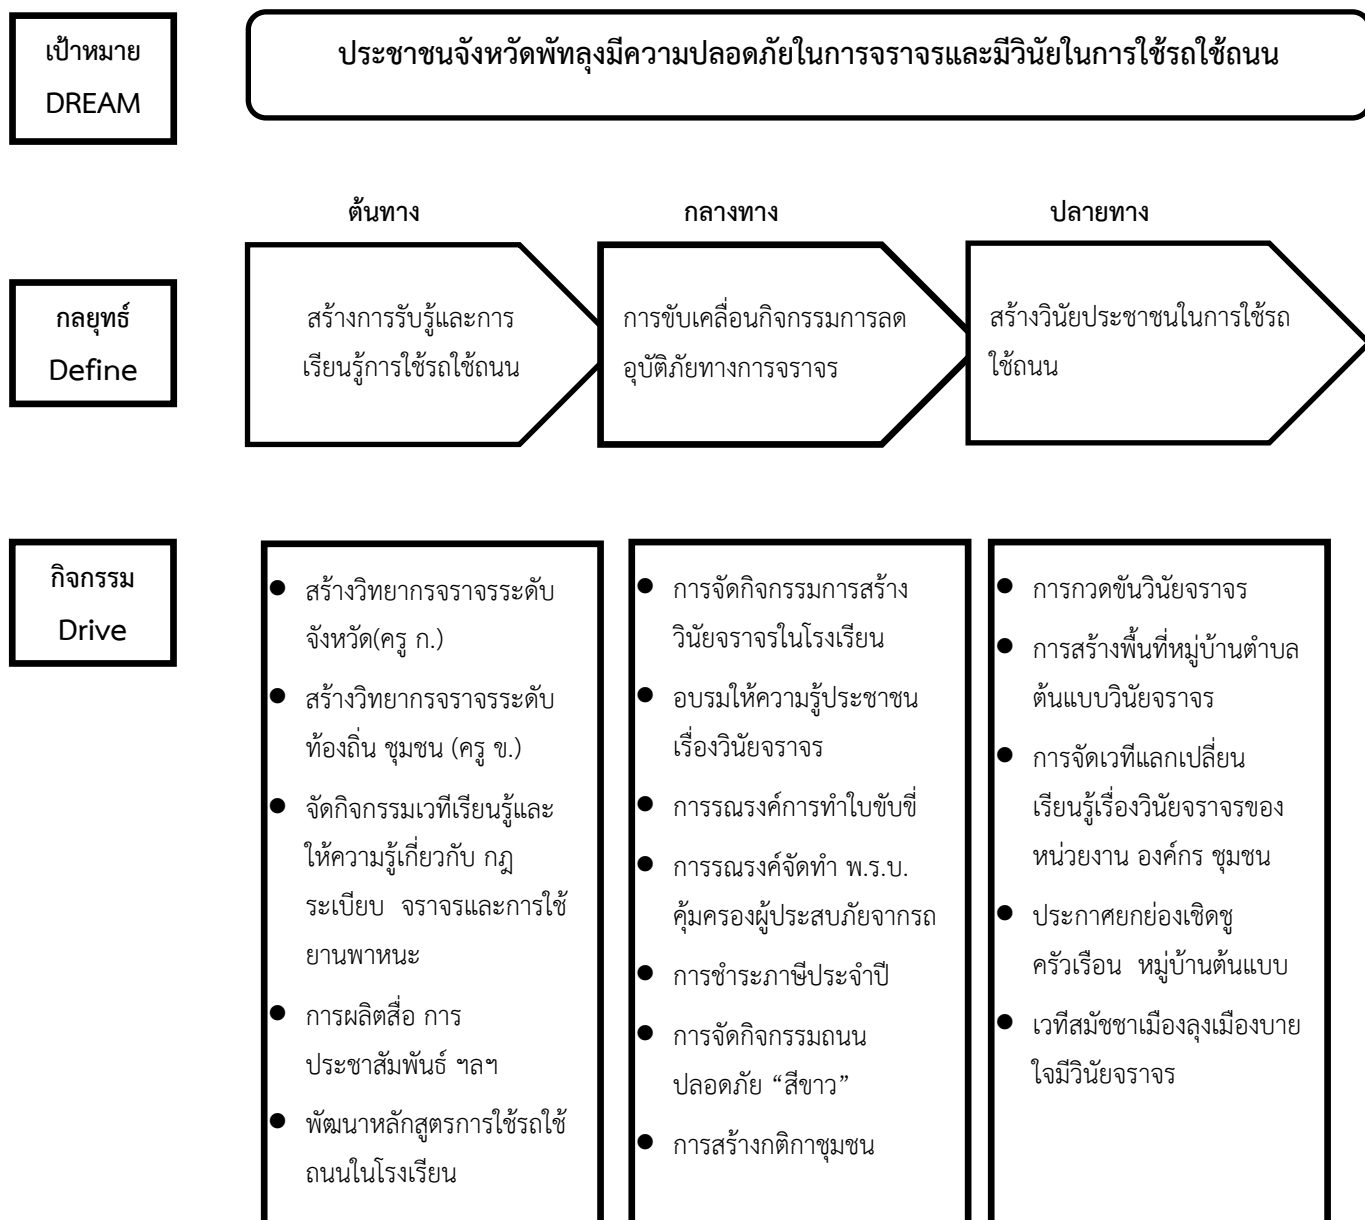 เป้าหมาย
DREAM
ประชาชนจังหวัดพัทลุงมีความปลอดภัยในการจราจรและมีวินัยในการใช้รถใช้ถนน
ต้นทาง
กลางทาง
ปลายทาง
กลยุทธ์
Define
สร้างการรับรู้และการ
เรียนรู้การใช้รถใช้ถนน
การขับเคลื่อนกิจกรรมการลด
อุบัติภัยทางการจราจร
สร้างวินัยประชาชนในการใช้รถ
ใช้ถนน
กิจกรรม
Drive
● สร้างวิทยากรจราจรระดับ
จังหวัด(ครู ก.)
● สร้างวิทยากรจราจรระดับ
ท้องถิ่น ชุมชน (ครู ข.)
● จัดกิจกรรมเวทีเรียนรู้และ
ให้ความรู้เกี่ยวกับ กฎ
ระเบียบ จราจรและการใช้
ยานพาหนะ
● การผลิตสื่อ การ
ประชาสัมพันธ์ ฯลฯ
● พัฒนาหลักสูตรการใช้รถใช้
ถนนในโรงเรียน
● การจัดกิจกรรมการสร้าง
วินัยจราจรในโรงเรียน
● อบรมให้ความรู้ประชาชน
เรื่องวินัยจราจร
● การรณรงค์การทำใบขับขี่
● การรณรงค์จัดทำ พ.ร.บ.
คุ้มครองผู้ประสบภัยจากรถ
● การชำระภาษีประจำปี
● การจัดกิจกรรมถนน
ปลอดภัย “สีขาว”
● การสร้างกติกาชุมชน
● การกวดขันวินัยจราจร
● การสร้างพื้นที่หมู่บ้านตำบล
ต้นแบบวินัยจราจร
● การจัดเวทีแลกเปลี่ยน
เรียนรู้เรื่องวินัยจราจรของ
หน่วยงาน องค์กร ชุมชน
● ประกาศยกย่องเชิดชู
ครัวเรือน หมู่บ้านต้นแบบ
● เวทีสมัชชาเมืองลุงเมืองบาย
ใจมีวินัยจราจร